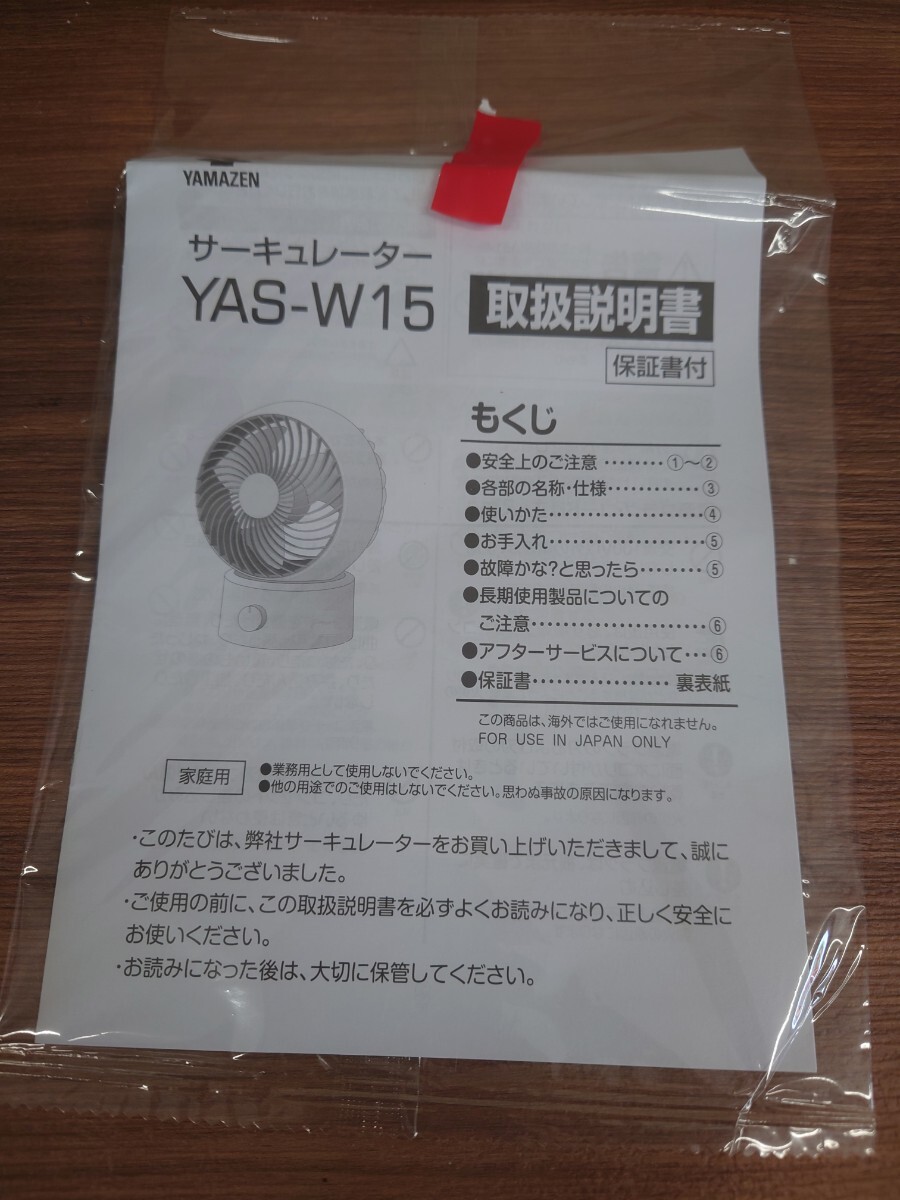 YAMAZEN
サーキュレーター
YAS-W15
取扱説明書
保証書付
もくじ
●安全上のご注意 ‥‥‥‥ ①～②
●各部の名称・仕様‥‥‥‥‥‥ ③
●使いかた‥‥‥‥‥‥‥‥‥‥ ④
●お手入れ‥‥‥‥‥‥‥‥‥‥ ⑤
●故障かな?と思ったら‥‥‥‥ ⑤
●長期使用製品についての
ご注意‥‥‥‥‥‥‥‥‥‥‥ ⑥
●アフターサービスについて‥‥ ⑥
●保証書‥‥‥‥‥‥‥‥‥ 裏表紙
この商品は、海外ではご使用になれません。
FOR USE IN JAPAN ONLY
家庭用
●業務用として使用しないでください。
●他の用途でのご使用はしないでください。思わぬ事故の原因になります。
・このたびは、弊社サーキュレーターをお買い上げいただきまして、誠に
ありがとうございました。
・ご使用の前に、この取扱説明書を必ずよくお読みになり、正しく安全に
お使いください。
・お読みになった後は、大切に保管してください。